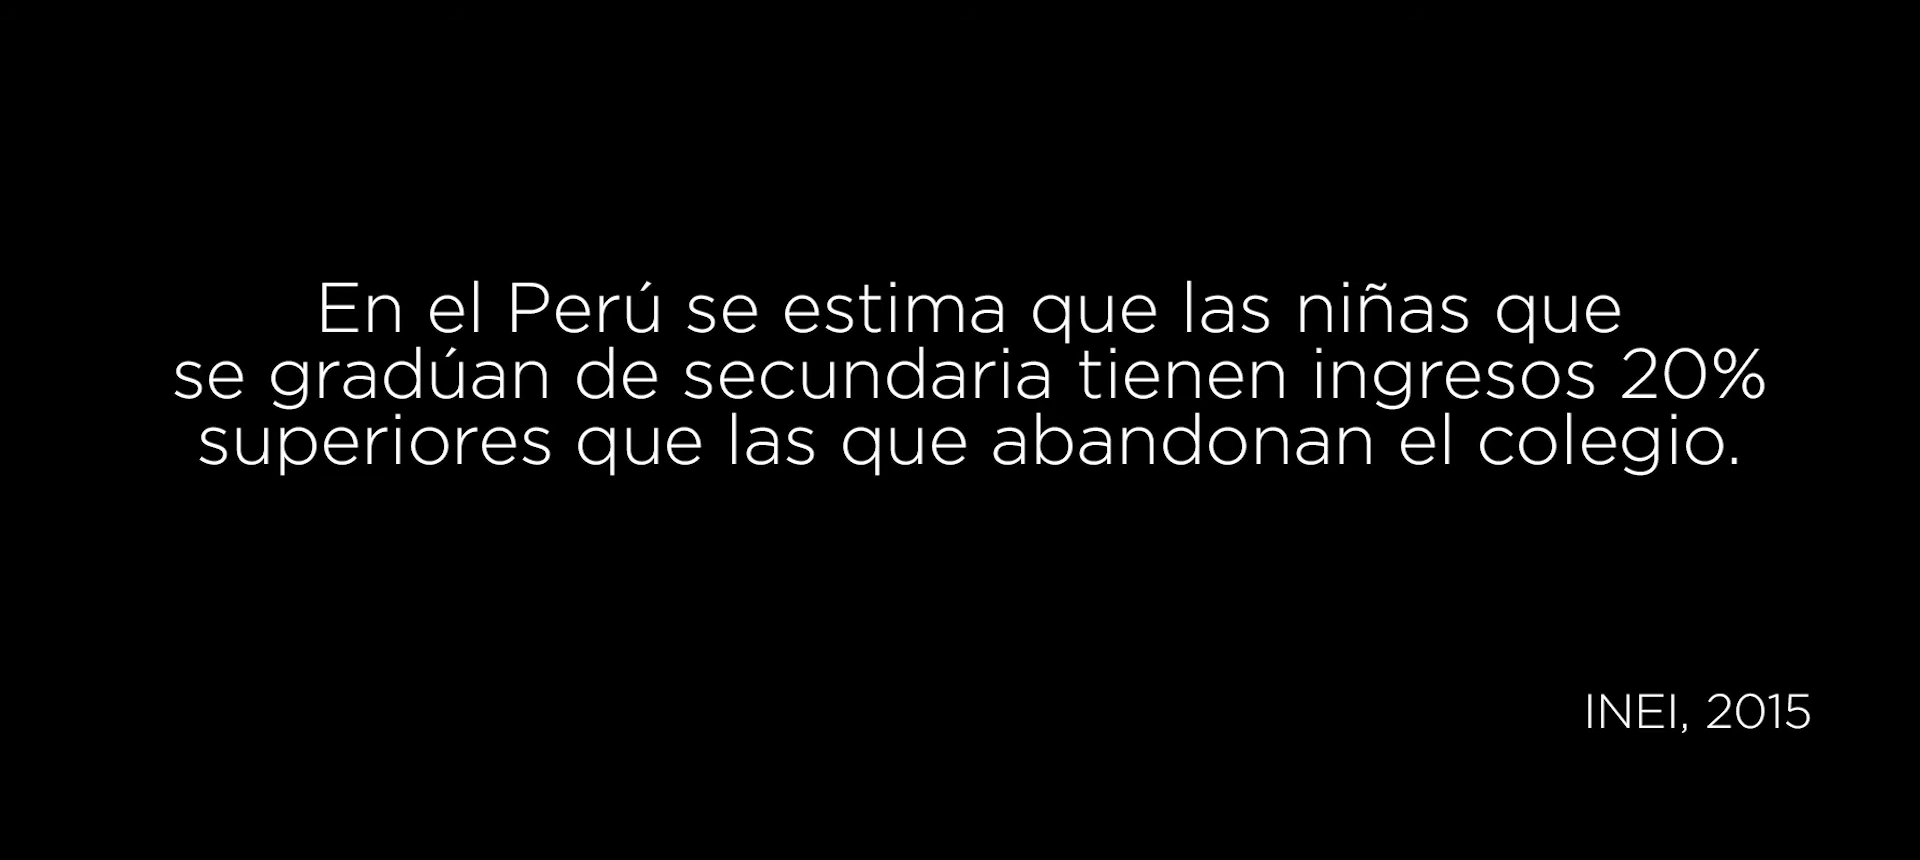 En el Perú se estima que las niñas que
se gradúan de secundaria tienen ingresos 20%
superiores que las que abandonan el colegio.
INEI, 2015